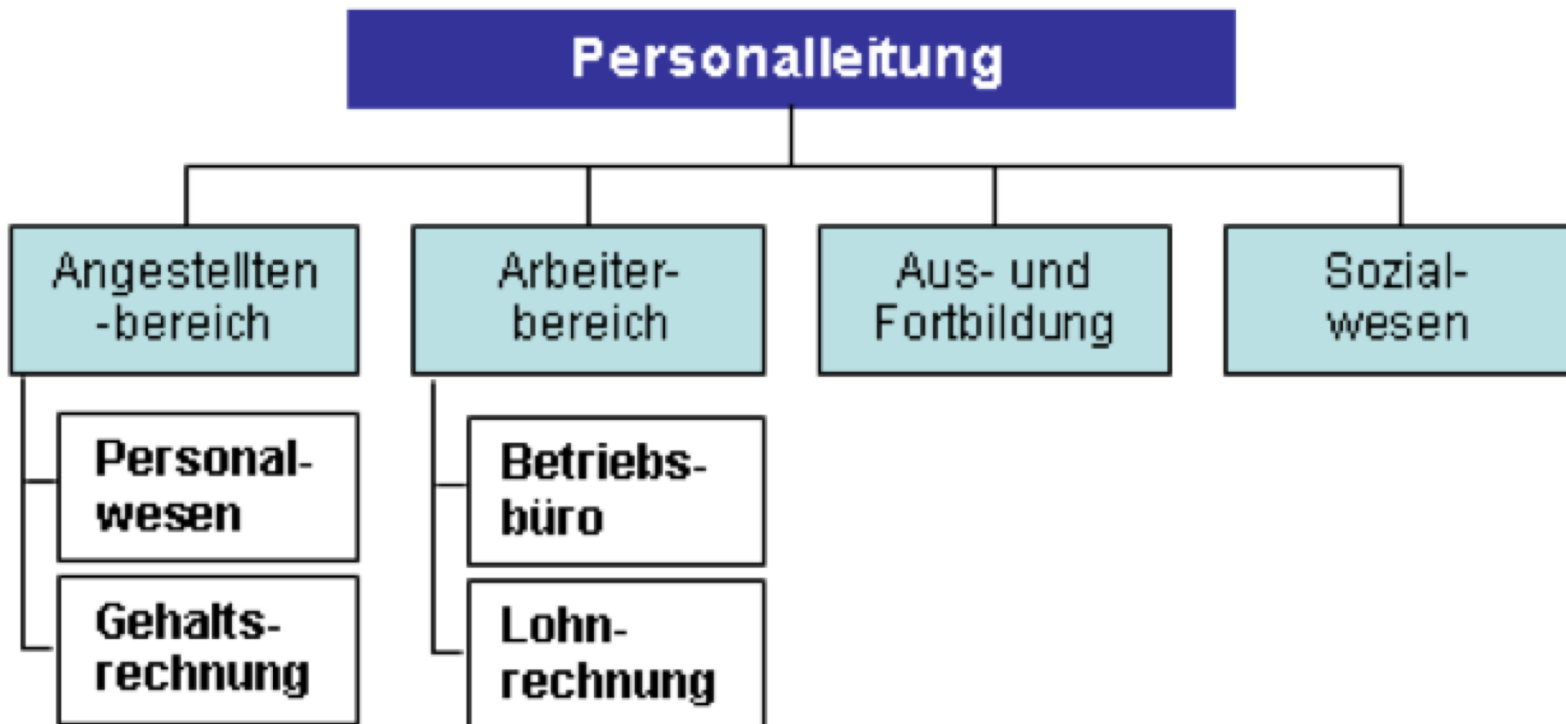 Personalleitung
Angestellten
-bereich
Arbeiter-
bereich
Aus- und
Fortbildung
Sozial-
wesen
Personal-
wesen
Betriebs-
büro
Gehalts-
rechnung
Lohn-
rechnung